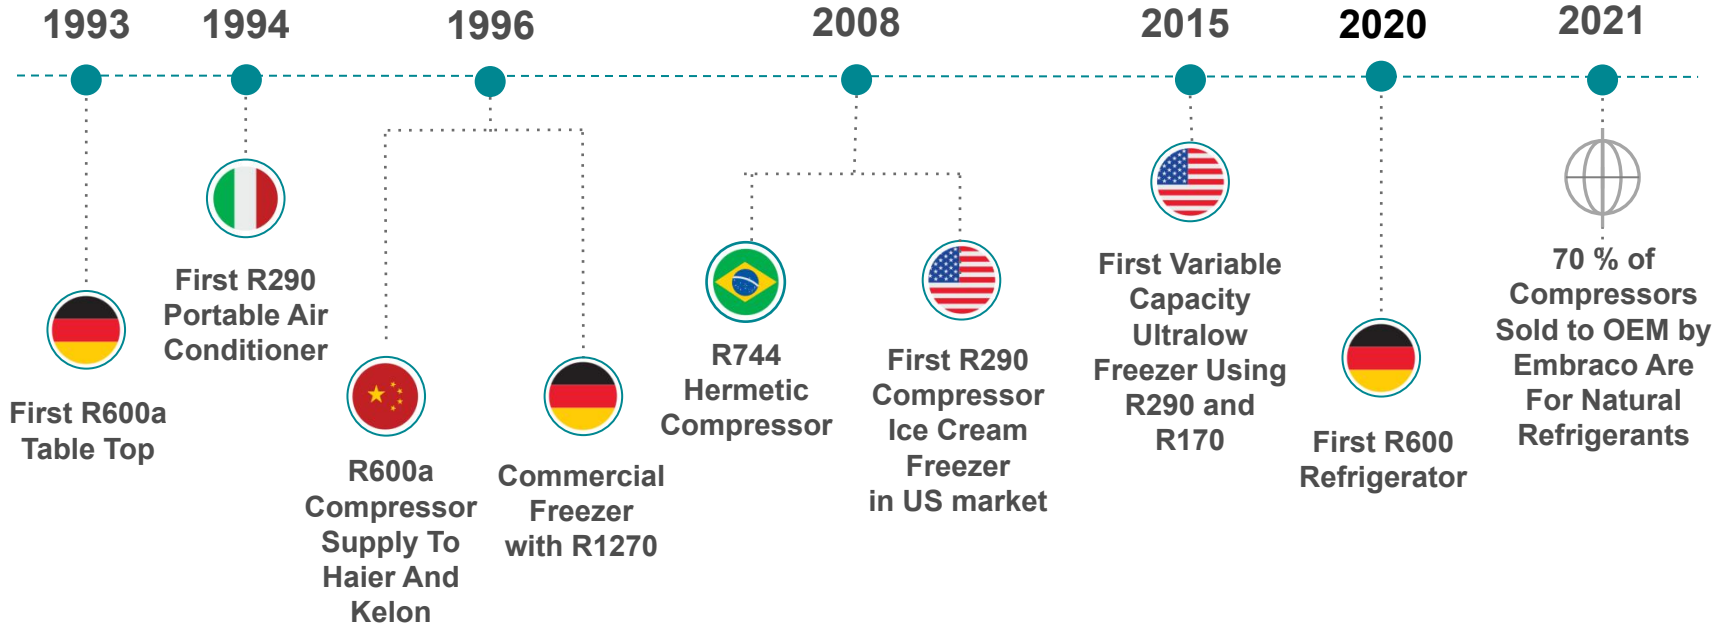 1993
1994
1996
2008
2015
2020
2021
First R600a
Table Top
First R290
Portable Air
Conditioner
R600a
Compressor
Supply To
Haier And
Kelon
Commercial
Freezer
with R1270
R744
Hermetic
Compressor
First R290
Compressor
Ice Cream
Freezer
in US market
First Variable
Capacity
Ultralow
Freezer Using
R290 and
R170
First R600
Refrigerator
70 % of
Compressors
Sold to OEM by
Embraco Are
For Natural
Refrigerants